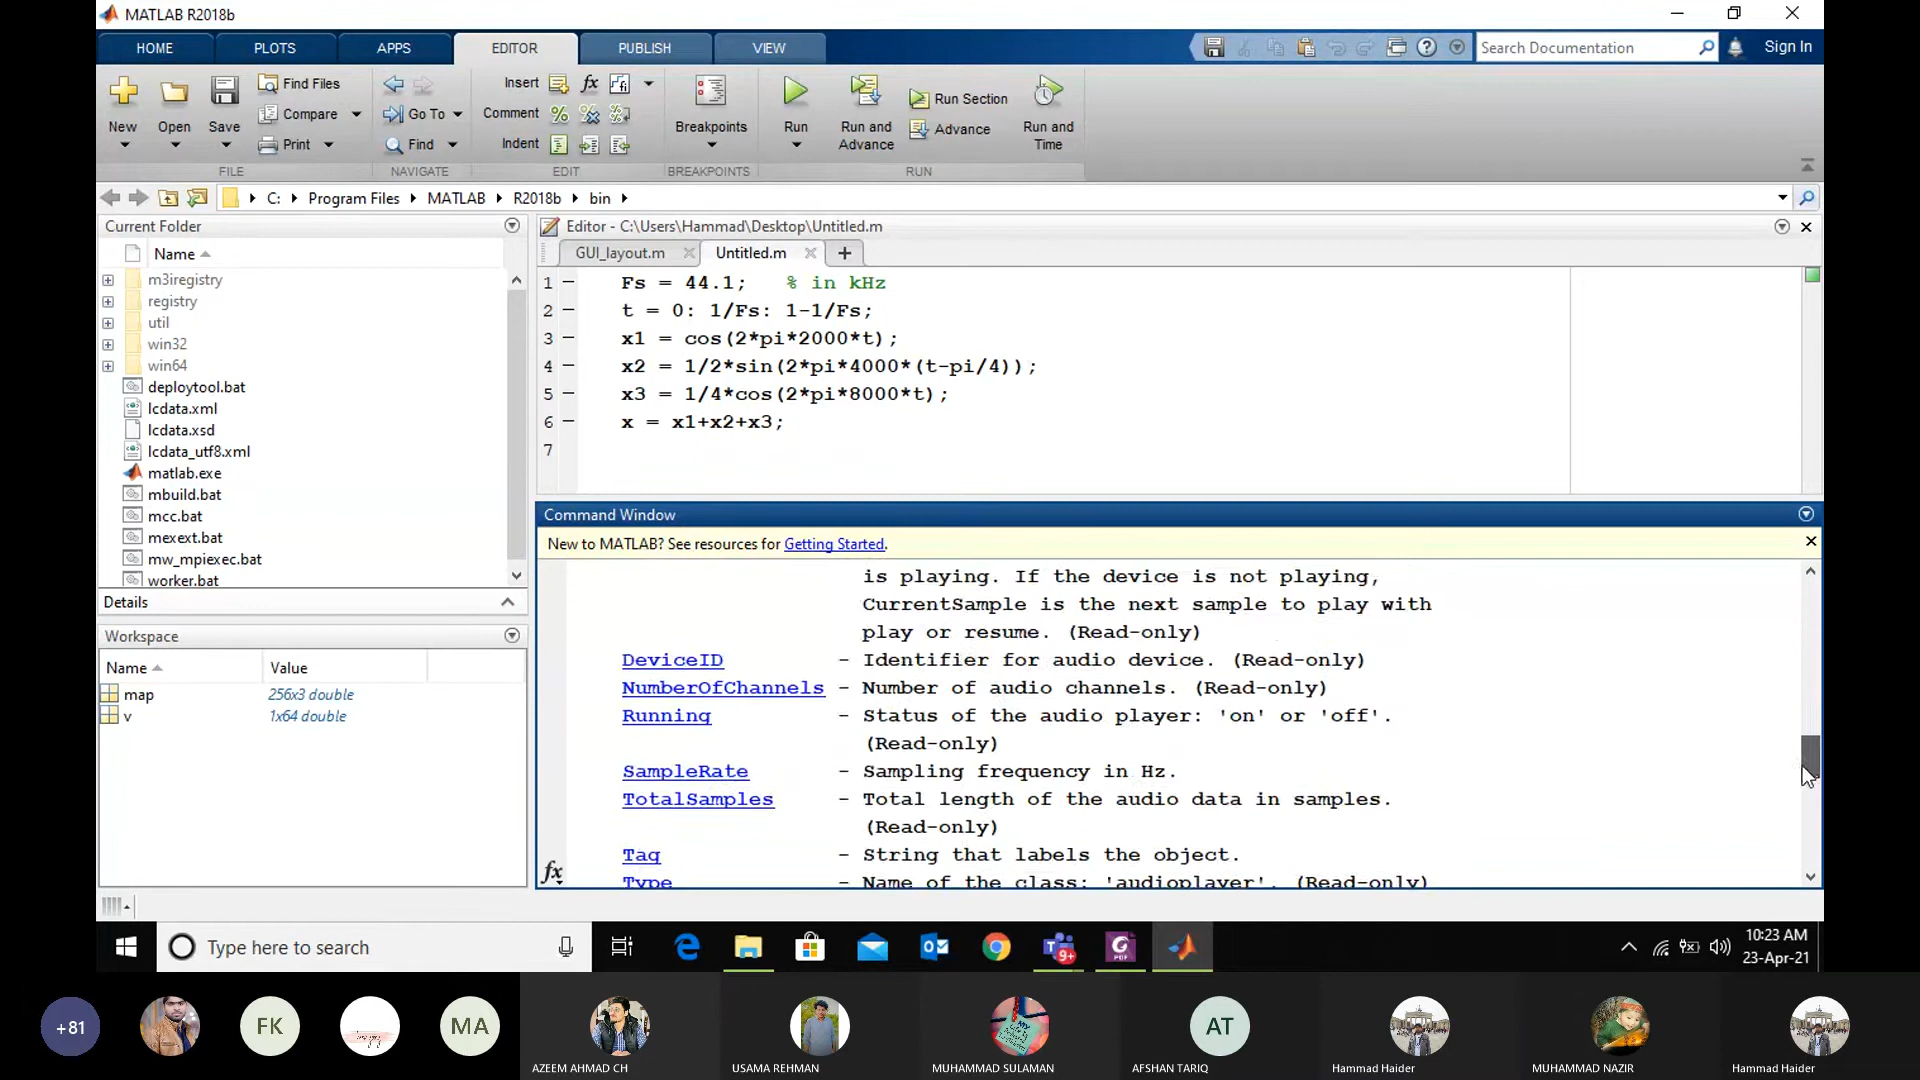 MATLAB R2018b
HOME
PLOTS
APPS
EDITOR
PUBLISH
VIEW
Search Documentation
Sign In
New
Open
Save
Find Files
Compare
Print
Go To
Find
Insert
fx
Comment
Indent
Breakpoints
Run
Run and
Advance
Run Section
Advance
Run and
Time
FILE
NAVIGATE
EDIT
BREAKPOINTS
RUN
C:
Program Files
MATLAB
R2018b
bin
Current Folder
Name
m3iregistry
registry
util
win32
win64
deploytool.bat
lcdata.xml
lcdata.xsd
lcdata_utf8.xml
matlab.exe
mbuild.bat
mcc.bat
mexext.bat
mw_mpiexec.bat
worker.bat
Details
Workspace
Name Value
map 256x3 double
v 1x64 double
Editor - C:\Users\Hammad\Desktop\Untitled.m
GUI_layout.m
Untitled.m
1 Fs = 44.1; % in kHz
2 t = 0: 1/Fs: 1-1/Fs;
3 x1 = cos(2*pi*2000*t);
4 x2 = 1/2*sin(2*pi*4000*(t-pi/4));
5 x3 = 1/4*cos(2*pi*8000*t);
6 x = x1+x2+x3;
7
Command Window
New to MATLAB? See resources for Getting Started.
is playing. If the device is not playing,
CurrentSample is the next sample to play with
play or resume. (Read-only)
DeviceID - Identifier for audio device. (Read-only)
NumberOfChannels - Number of audio channels. (Read-only)
Running - Status of the audio player: 'on' or 'off'.
(Read-only)
SampleRate - Sampling frequency in Hz.
TotalSamples - Total length of the audio data in samples.
(Read-only)
Tag - String that labels the object.
Type - Name of the class: 'audioplayer'. (Read-only)
fx
Type here to search
9+
PDF
10:23 AM
23-Apr-21
+81
FK
MA
AT
AZEEM AHMAD CH
USAMA REHMAN
MUHAMMAD SULAMAN
AFSHAN TARIQ
Hammad Haider
MUHAMMAD NAZIR
Hammad Haider